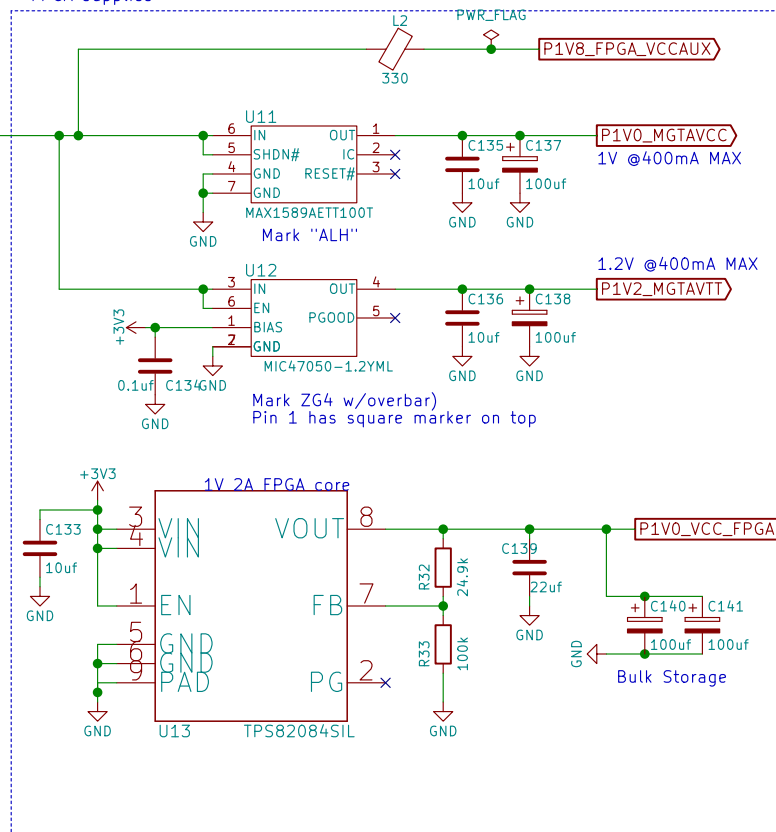 PWR_FLAG
L2
330
P1V8_FPGA_VCCAUX
U11
6 IN OUT 1
5 SHDN# IC 2
4 GND RESET# 3
7 GND
MAX1589AETT100T
GND
Mark "ALH"
C135 C137
10uf 100uf
GND GND
P1V0_MGTAVCC
1V @400mA MAX
U12
3 IN OUT 4
6 EN
1 BIAS PGOOD 5
2 GND
MIC47050-1.2YML
+3V3
0.1uf C134 GND
GND
C136 C138
10uf 100uf
GND GND
1.2V @400mA MAX
P1V2_MGTAVTT
Mark ZG4 w/overbar)
Pin 1 has square marker on top
+3V3
C133
10uf
GND
1V 2A FPGA core
3 VIN VOUT 8
4 VIN
1 EN FB 7
5 GND
6 GND
9 PAD PG 2
GND
U13 TPS82084SIL
R32 24.9k
R33 100k
GND
C139
22uf
GND
P1V0_VCC_FPGA
C140 C141
100uf 100uf
GND
Bulk Storage